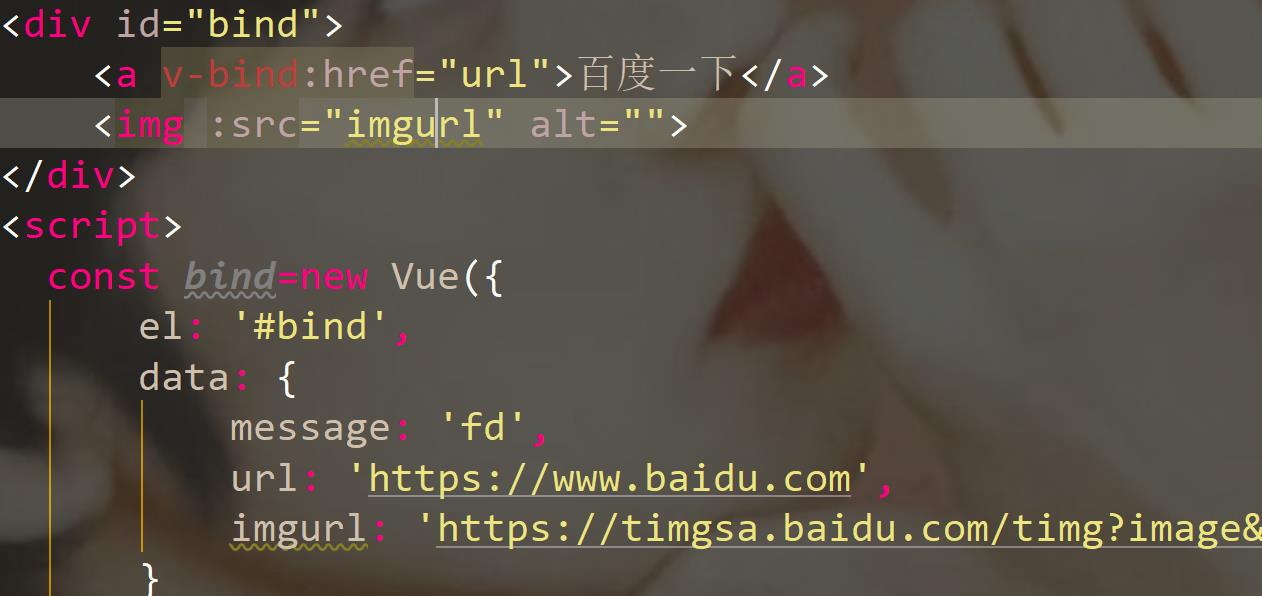 <div id="bind">
<a v-bind:href="url">百度一下</a>
<img :src="imgurl" alt="">
</div>
<script>
const bind=new Vue({
el: '#bind',
data: {
message: 'fd',
url: 'https://www.baidu.com',
imgurl: 'https://timgsa.baidu.com/timg?image&
}